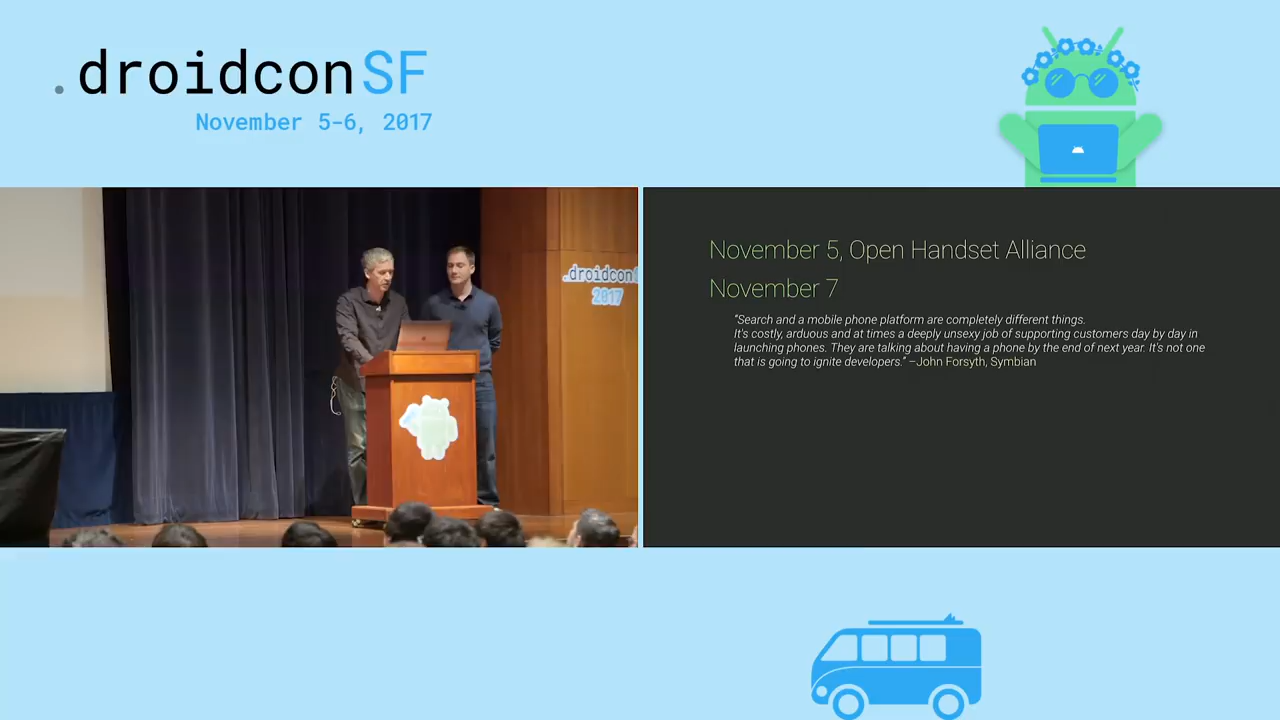 .droidconSF
November 5-6, 2017
.droidcon
2017
November 5, Open Handset Alliance
November 7
“Search and a mobile phone platform are completely different things.
It's costly, arduous and at times a deeply unsexy job of supporting customers day by day in
launching phones. They are talking about having a phone by the end of next year. It's not one
that is going to ignite developers.” –John Forsyth, Symbian